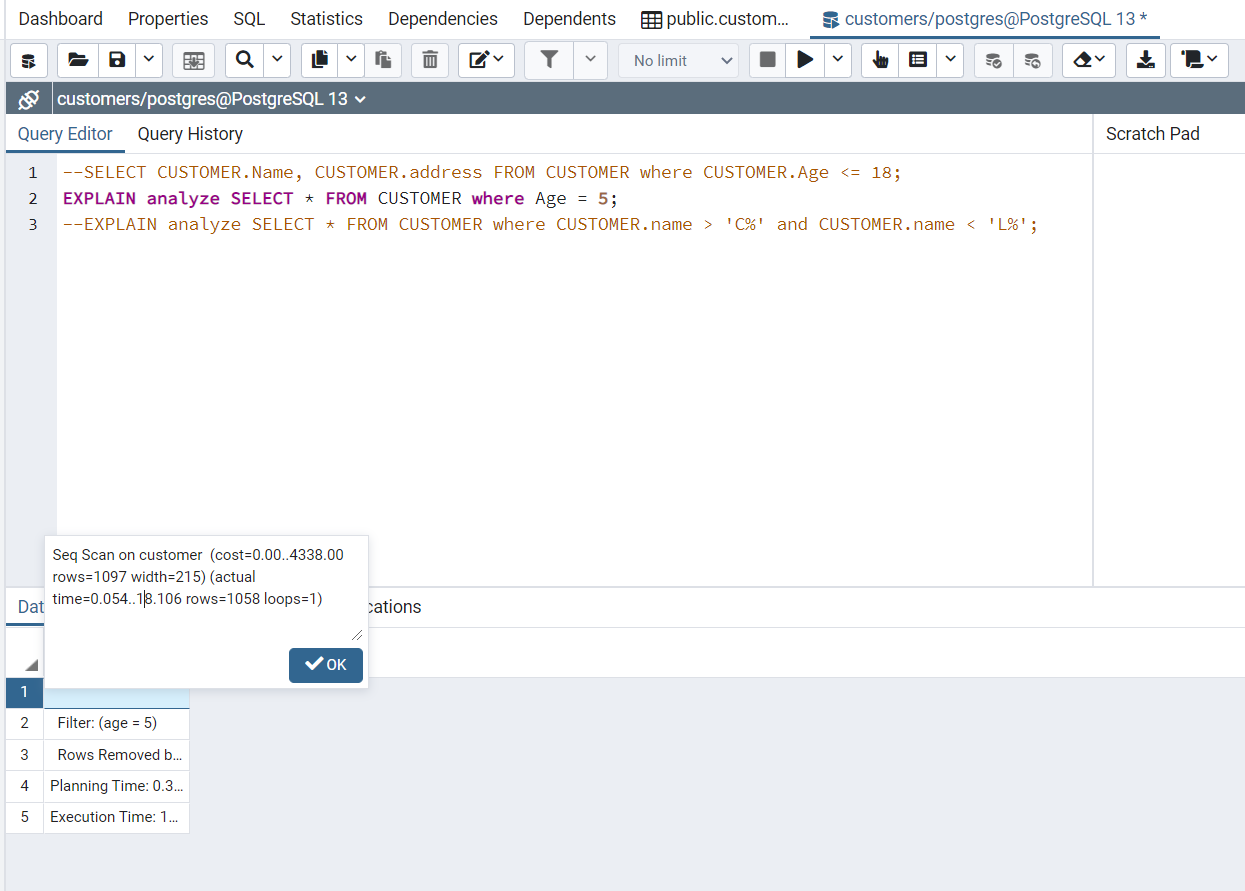 Dashboard Properties SQL Statistics Dependencies Dependents public.custom... customers/postgres@PostgreSQL 13 *
No limit
customers/postgres@PostgreSQL 13
Query Editor Query History Scratch Pad
1 --SELECT CUSTOMER.Name, CUSTOMER.address FROM CUSTOMER where CUSTOMER.Age <= 18;
2 EXPLAIN analyze SELECT * FROM CUSTOMER where Age = 5;
3 --EXPLAIN analyze SELECT * FROM CUSTOMER where CUSTOMER.name > 'C%' and CUSTOMER.name < 'L%';
Seq Scan on customer (cost=0.00..4338.00
rows=1097 width=215) (actual
time=0.054..18.106 rows=1058 loops=1)
Dat cations
OK
1
2 Filter: (age = 5)
3 Rows Removed b...
4 Planning Time: 0.3...
5 Execution Time: 1...